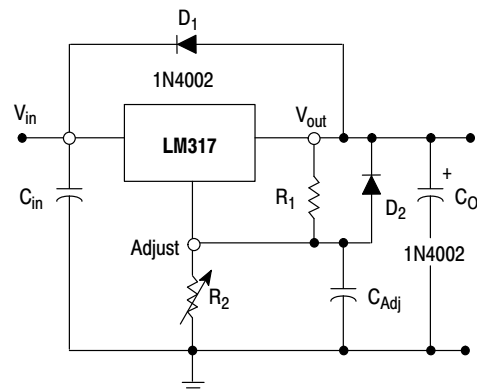 D1
1N4002
Vin
Vout
LM317
Cin
R1
D2
+
CO
1N4002
Adjust
R2
CAdj